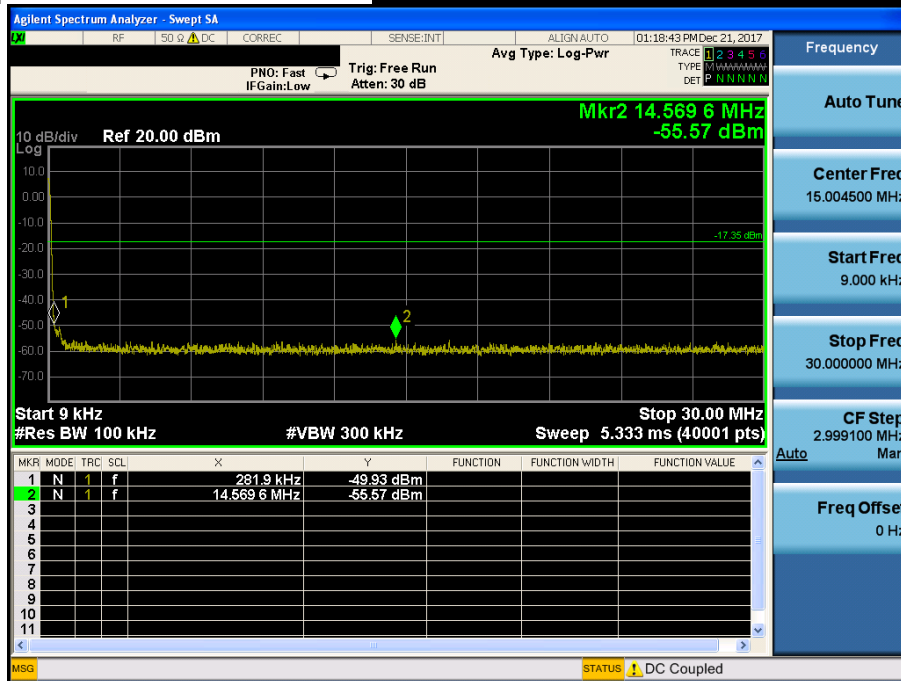 Agilent Spectrum Analyzer - Swept SA
LXI RF 50 Ω DC CORREC SENSE:INT ALIGN AUTO 01:18:43 PM Dec 21, 2017
Frequency
Avg Type: Log-Pwr
TRACE 1 2 3 4 5 6
TYPE M W W W W W
DET P N N N N N
PNO: Fast
IFGain:Low
Trig: Free Run
Atten: 30 dB
Auto Tune
Mkr2 14.569 6 MHz
-55.57 dBm
10 dB/div
Log
Ref 20.00 dBm
10.0
0.00
-10.0
-20.0
-30.0
-40.0
-50.0
-60.0
-70.0
-17.35 dBm
1
2
Center Freq
15.004500 MHz
Start Freq
9.000 kHz
Stop Freq
30.000000 MHz
CF Step
2.999100 MHz
Auto Man
Freq Offset
0 Hz
Start 9 kHz Stop 30.00 MHz
#Res BW 100 kHz #VBW 300 kHz Sweep 5.333 ms (40001 pts)
MKR MODE TRC SCL X Y FUNCTION FUNCTION WIDTH FUNCTION VALUE
1 N 1 f 281.9 kHz -49.93 dBm
2 N 1 f 14.569 6 MHz -55.57 dBm
3
4
5
6
7
8
9
10
11
MSG STATUS DC Coupled